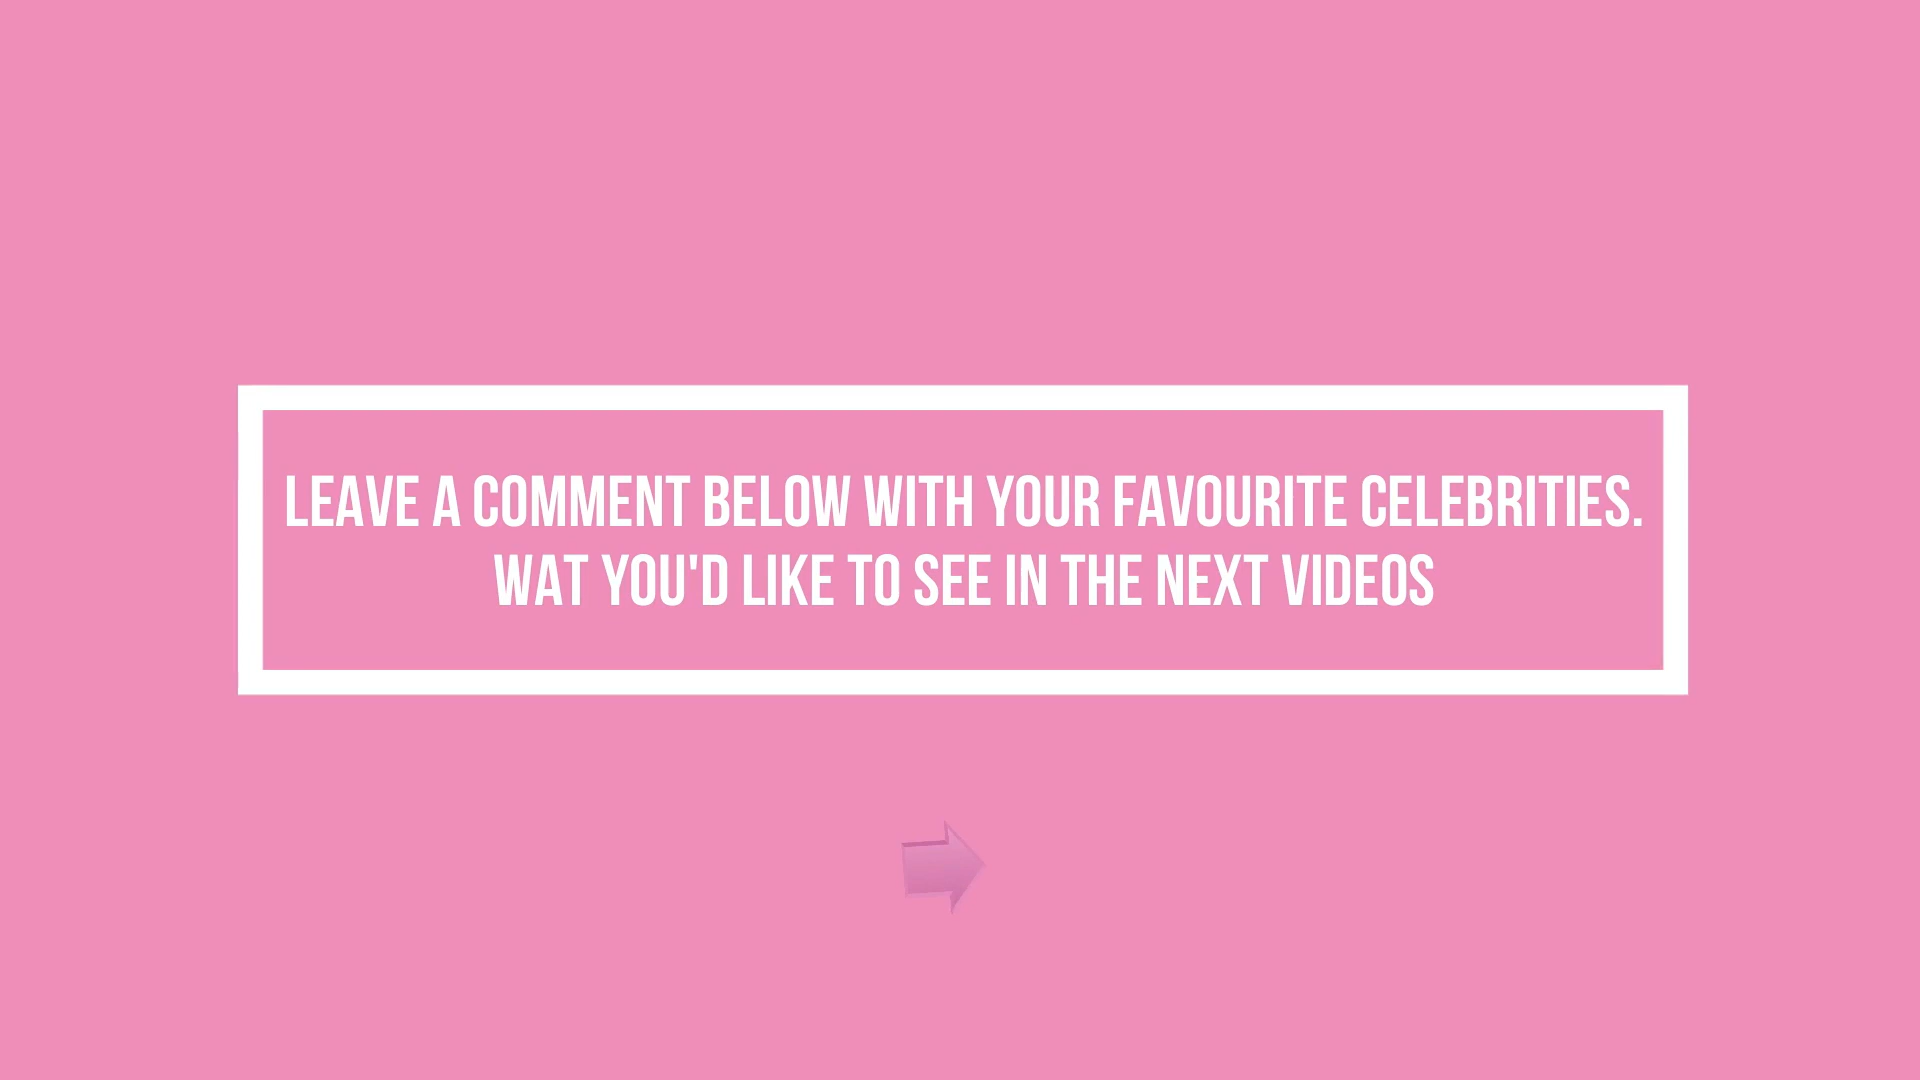 LEAVE A COMMENT BELOW WITH YOUR FAVOURITE CELEBRITIES.
WAT YOU'D LIKE TO SEE IN THE NEXT VIDEOS